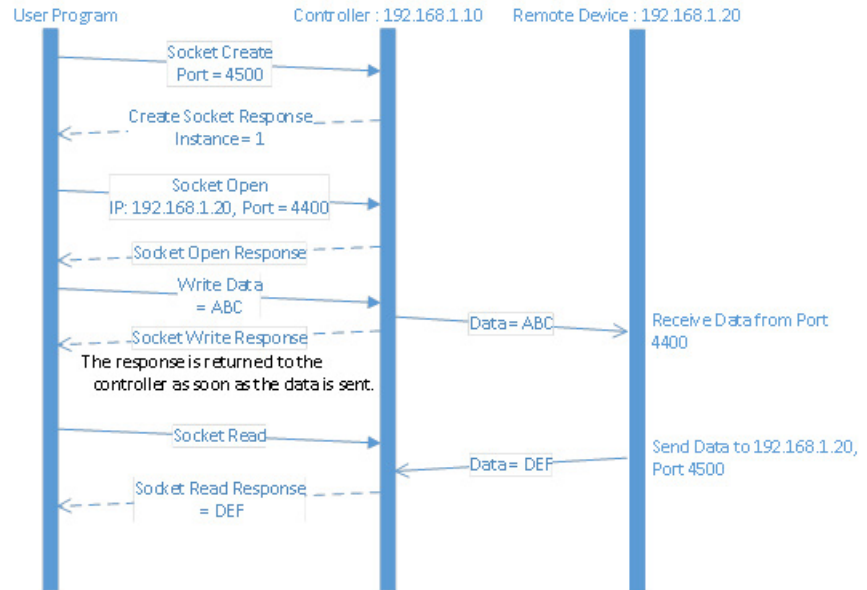 User Program
Controller : 192.168.1.10
Remote Device : 192.168.1.20
Socket Create
Port = 4500
Create Socket Response
Instance = 1
Socket Open
IP: 192.168.1.20, Port = 4400
Socket Open Response
Write Data
= ABC
Data= ABC
Receive Data from Port
4400
Socket Write Response
The response is returned to the
controller as soon as the data is sent.
Socket Read
Send Data to 192.168.1.20,
Port 4500
Data= DEF
Socket Read Response
= DEF